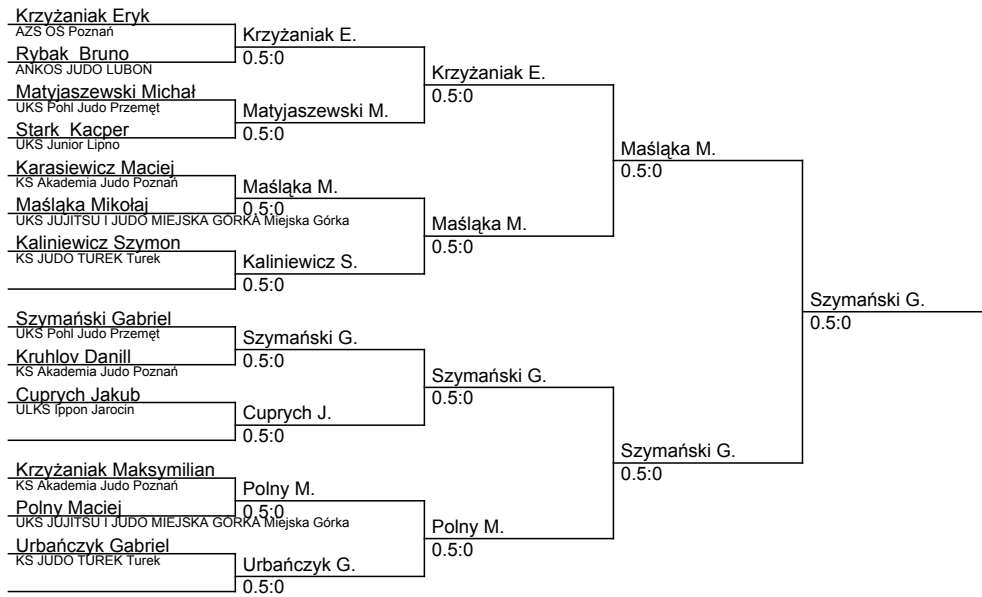 Krzyżaniak Eryk
AZS OŚ Poznań
Rybak  Bruno
ANKOS JUDO LUBOŃ
Matyjaszewski Michał
UKS Pohl Judo Przemęt
Stark  Kacper
UKS Junior Lipno
Karasiewicz Maciej
KS Akademia Judo Poznań
Maśląka Mikołaj
UKS JUJITSU I JUDO MIEJSKA GÓRKA Miejska Górka
Kaliniewicz Szymon
KS JUDO TUREK Turek
Szymański Gabriel
UKS Pohl Judo Przemęt
Kruhlov Danill
KS Akademia Judo Poznań
Cuprych Jakub
ULKS Ippon Jarocin
Krzyżaniak Maksymilian
KS Akademia Judo Poznań
Polny Maciej
UKS JUJITSU I JUDO MIEJSKA GÓRKA Miejska Górka
Urbańczyk Gabriel
KS JUDO TUREK Turek
Krzyżaniak E.
0.5:0
Matyjaszewski M.
0.5:0
Maśląka M.
0.5:0
Kaliniewicz S.
0.5:0
Szymański G.
0.5:0
Cuprych J.
0.5:0
Polny M.
0.5:0
Urbańczyk G.
0.5:0
Krzyżaniak E.
0.5:0
Maśląka M.
0.5:0
Szymański G.
0.5:0
Polny M.
0.5:0
Maśląka M.
0.5:0
Szymański G.
0.5:0
Szymański G.
0.5:0